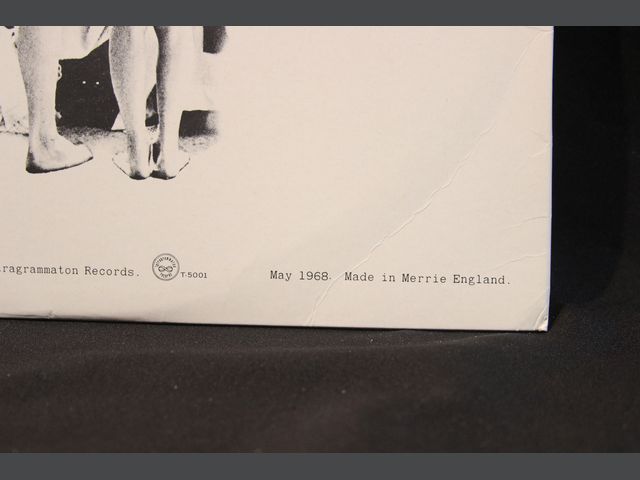 ragrammaton Records. T-5001 May 1968. Made in Merrie England.